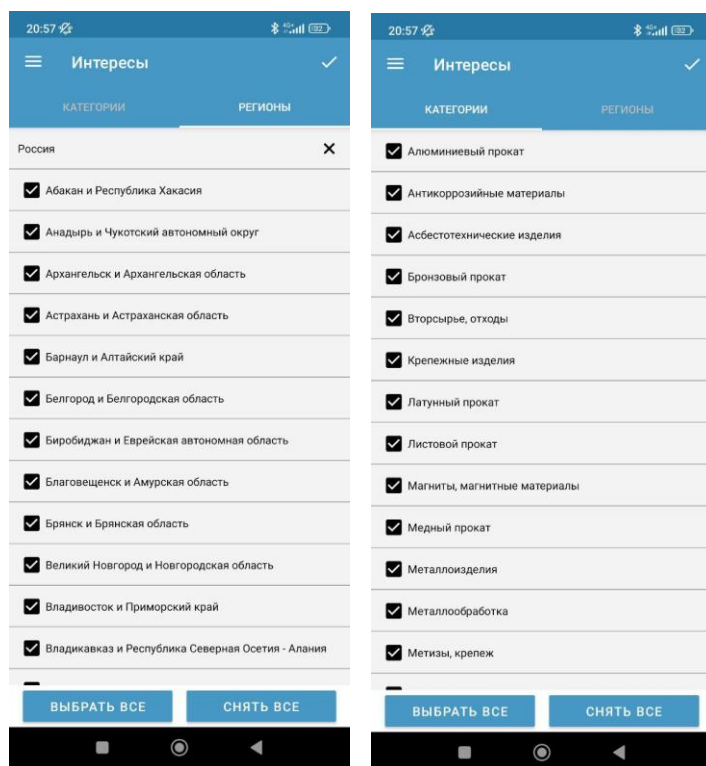 20:57
4G+
92
Интересы
КАТЕГОРИИ
РЕГИОНЫ
Россия
Абакан и Республика Хакасия
Анадырь и Чукотский автономный округ
Архангельск и Архангельская область
Астрахань и Астраханская область
Барнаул и Алтайский край
Белгород и Белгородская область
Биробиджан и Еврейская автономная область
Благовещенск и Амурская область
Брянск и Брянская область
Великий Новгород и Новгородская область
Владивосток и Приморский край
Владикавказ и Республика Северная Осетия - Алания
ВЫБРАТЬ ВСЕ
СНЯТЬ ВСЕ
20:57
4G+
Интересы
КАТЕГОРИИ
РЕГИОНЫ
Алюминиевый прокат
Антикоррозийные материалы
Асбестотехнические изделия
Бронзовый прокат
Вторсырье, отходы
Крепежные изделия
Латунный прокат
Листовой прокат
Магниты, магнитные материалы
Медный прокат
Металлоизделия
Металлообработка
Метизы, крепеж
ВЫБРАТЬ ВСЕ
СНЯТЬ ВСЕ